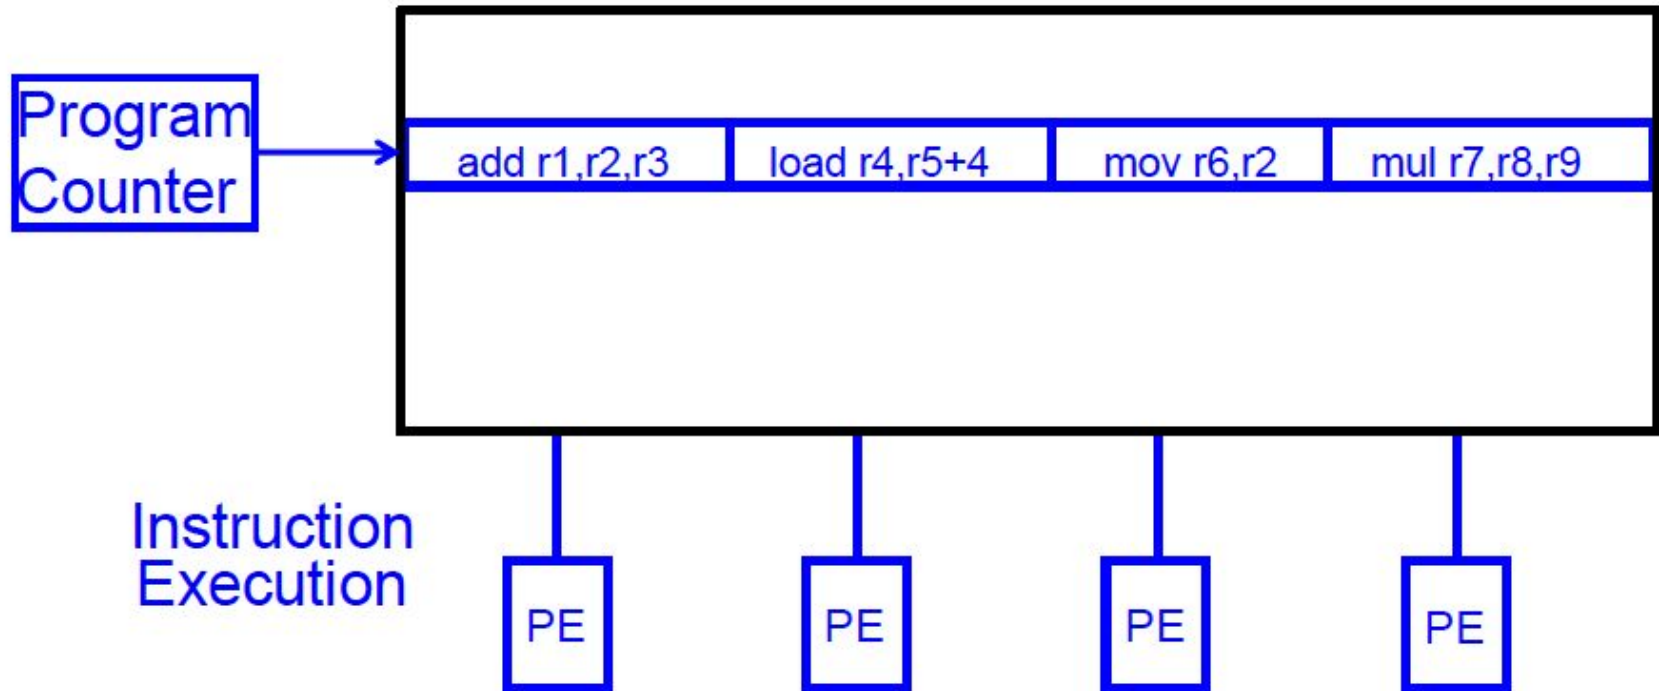 Program
Counter
add r1,r2,r3
load r4,r5+4
mov r6,r2
mul r7,r8,r9
Instruction
Execution
PE
PE
PE
PE